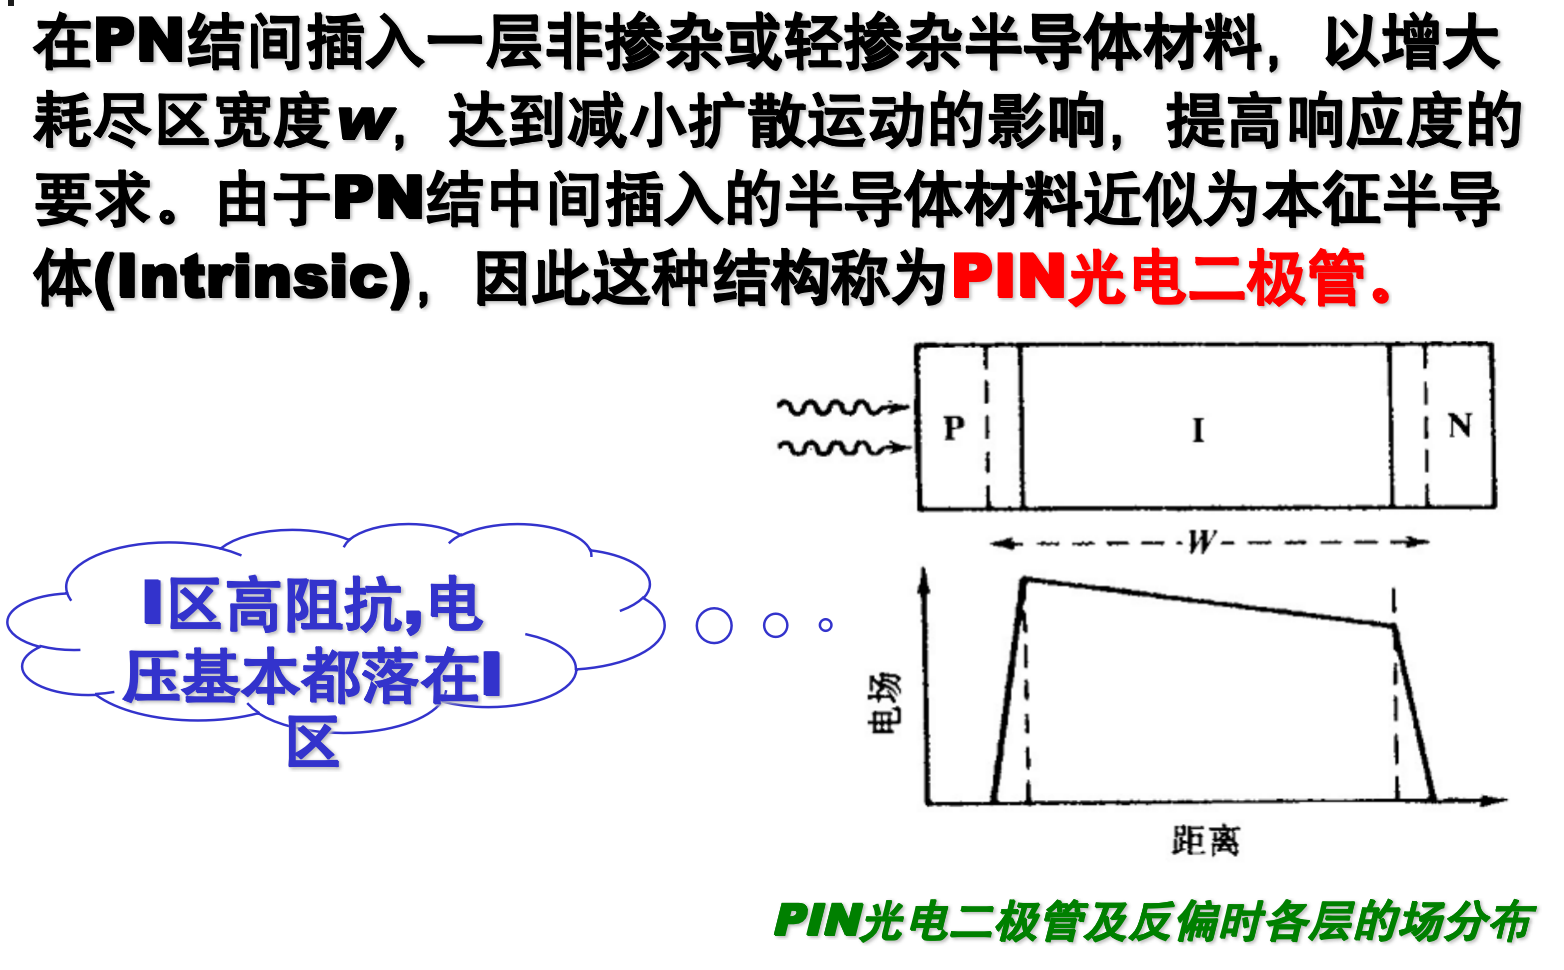 在PN结间插入一层非掺杂或轻掺杂半导体材料，以增大
耗尽区宽度w，达到减小扩散运动的影响，提高响应度的
要求。由于PN结中间插入的半导体材料近似为本征半导
体(Intrinsic)，因此这种结构称为PIN光电二极管。
P
I
N
W
I区高阻抗,电
压基本都落在I
区
电场
距离
PIN光电二极管及反偏时各层的场分布